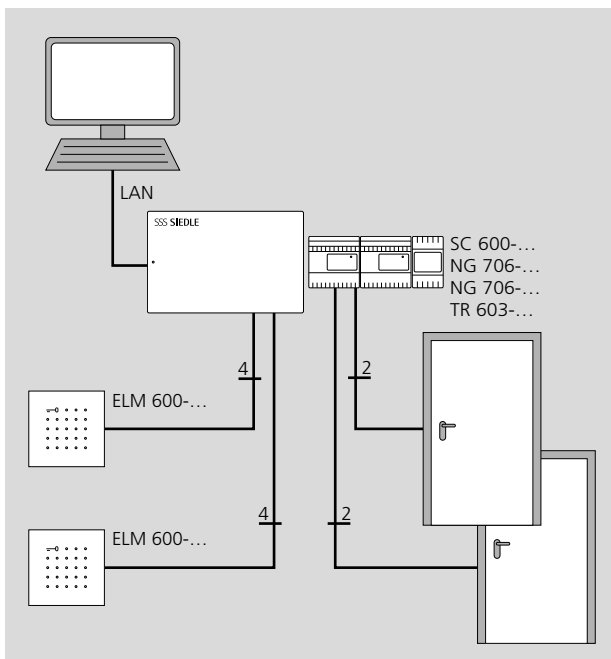 LAN
SSS SIEDLE
SC 600-...
NG 706-...
NG 706-...
TR 603-...
4
2
ELM 600-...
4
2
ELM 600-...